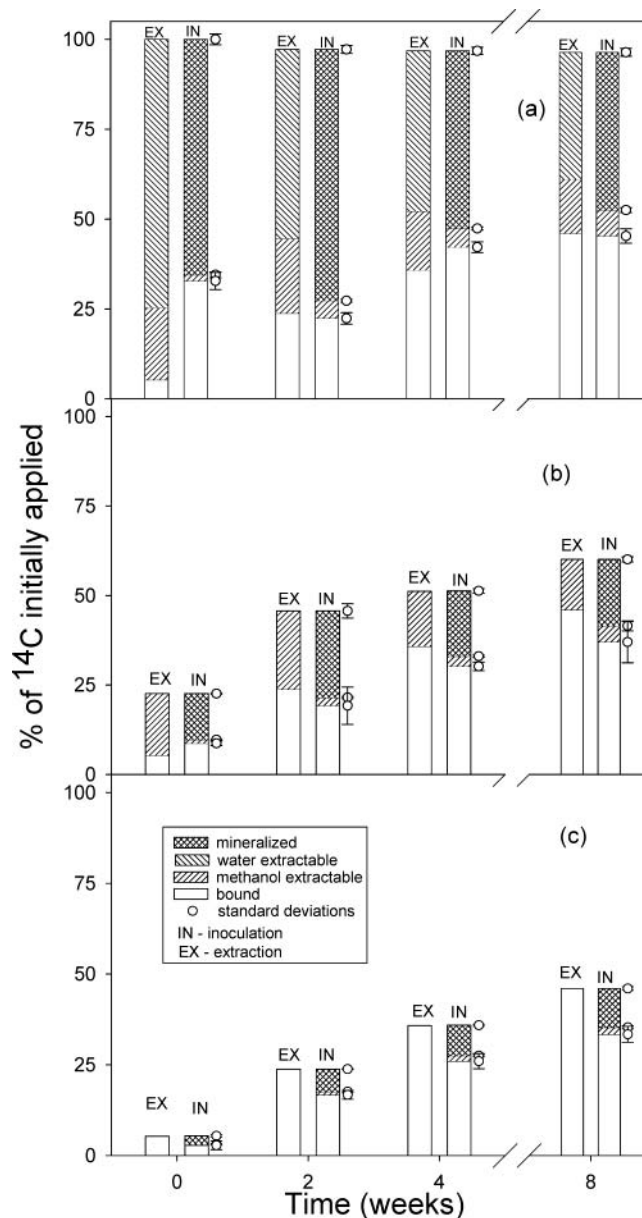 % of 14C initially applied
100
75
50
25
0
EX IN EX IN EX IN EX IN
(a)
100
75
50
25
0
EX IN EX IN EX IN EX IN
(b)
100
75
50
25
0
EX IN EX IN EX IN EX IN
(c)
mineralized
water extractable
methanol extractable
bound
standard deviations
IN - inoculation
EX - extraction
0 2 4 8
Time (weeks)